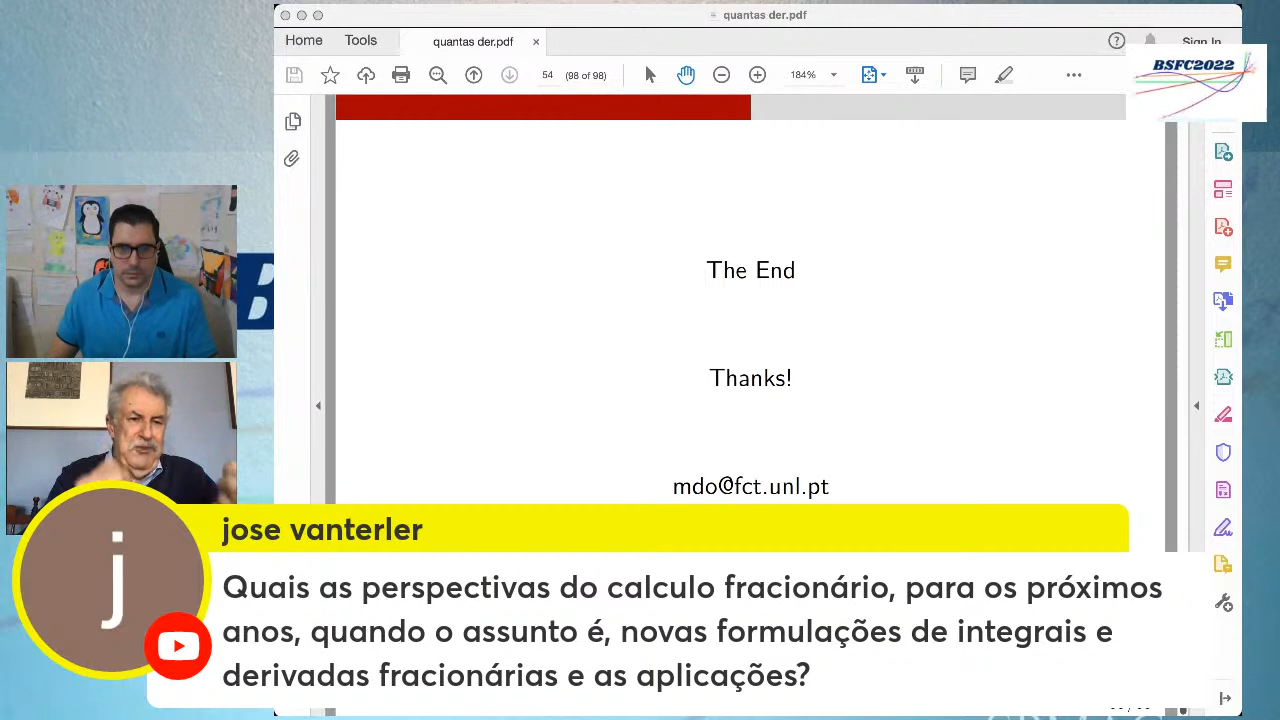 quantas der.pdf
Home
Tools
quantas der.pdf
Sign In
(98 of 98)
184%
BSFC2022
The End
Thanks!
mdo@fct.unl.pt
j
jose vanterler
Quais as perspectivas do calculo fracionário, para os próximos
anos, quando o assunto é, novas formulações de integrais e
derivadas fracionárias e as aplicações?